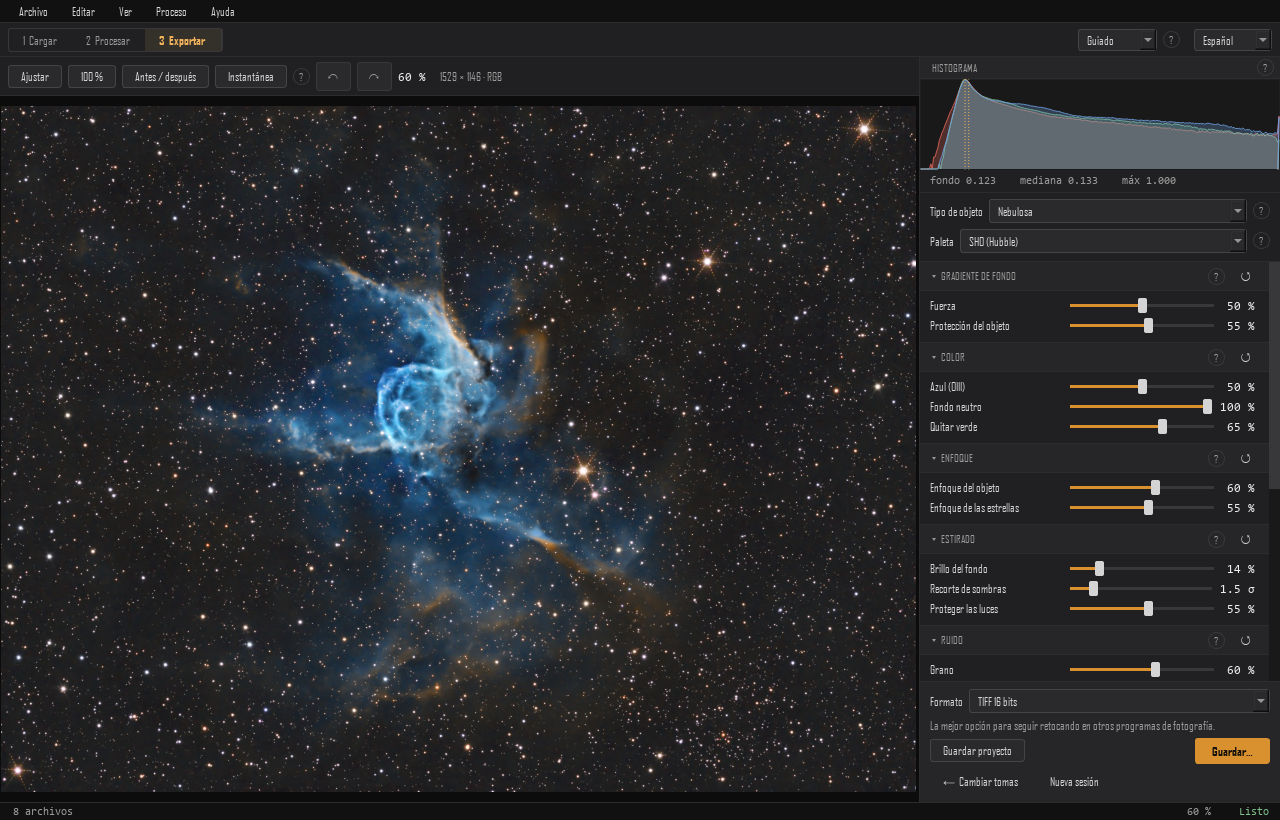 Archivo Editar Ver Proceso Ayuda
1 Cargar 2 Procesar 3 Exportar Guiado ? Español
Ajustar 100 % Antes / después Instantánea ? 60 % 1529 × 1146 · RGB
HISTOGRAMA ?
fondo 0.123 mediana 0.133 máx 1.000
Tipo de objeto Nebulosa ?
Paleta SHO (Hubble) ?
GRADIENTE DE FONDO ?
Fuerza 50 %
Protección del objeto 55 %
COLOR ?
Azul (OIII) 50 %
Fondo neutro 100 %
Quitar verde 65 %
ENFOQUE ?
Enfoque del objeto 60 %
Enfoque de las estrellas 55 %
ESTIRADO ?
Brillo del fondo 14 %
Recorte de sombras 1.5 σ
Proteger las luces 55 %
RUIDO ?
Grano 60 %
Formato TIFF 16 bits
La mejor opción para seguir retocando en otros programas de fotografía.
Guardar proyecto Guardar...
← Cambiar tomas Nueva sesión
8 archivos 60 % Listo